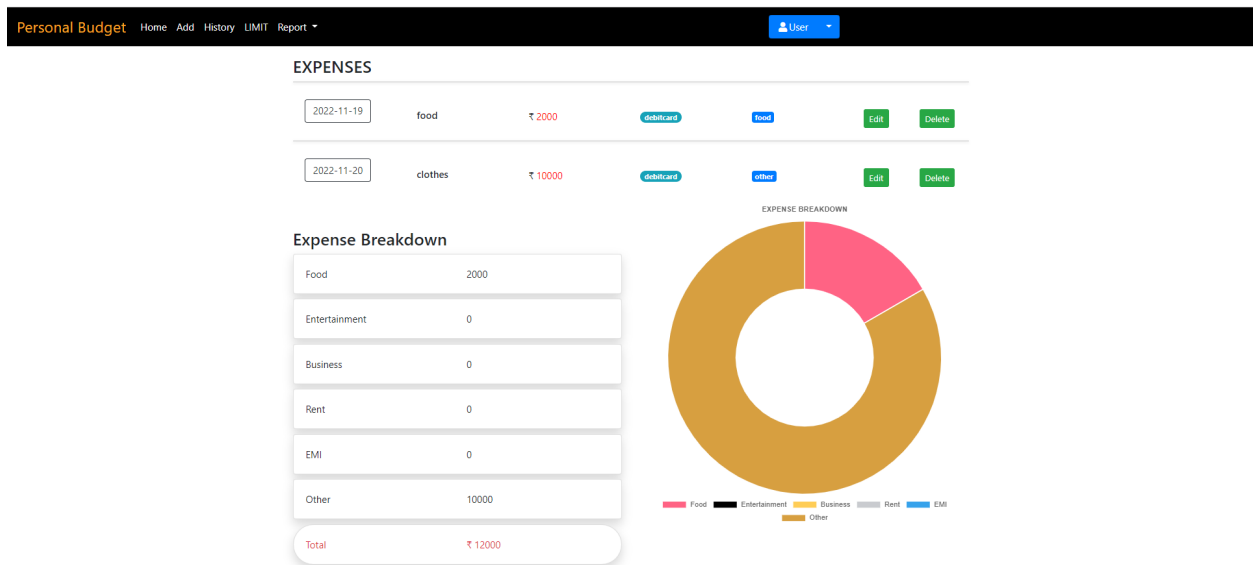 Personal Budget Home Add History LIMIT Report User
EXPENSES
2022-11-19 food ₹ 2000 debitcard food Edit Delete
2022-11-20 clothes ₹ 10000 debitcard other Edit Delete
Expense Breakdown
Food 2000
Entertainment 0
Business 0
Rent 0
EMI 0
Other 10000
Total ₹ 12000
EXPENSE BREAKDOWN
Food Entertainment Business Rent EMI
Other